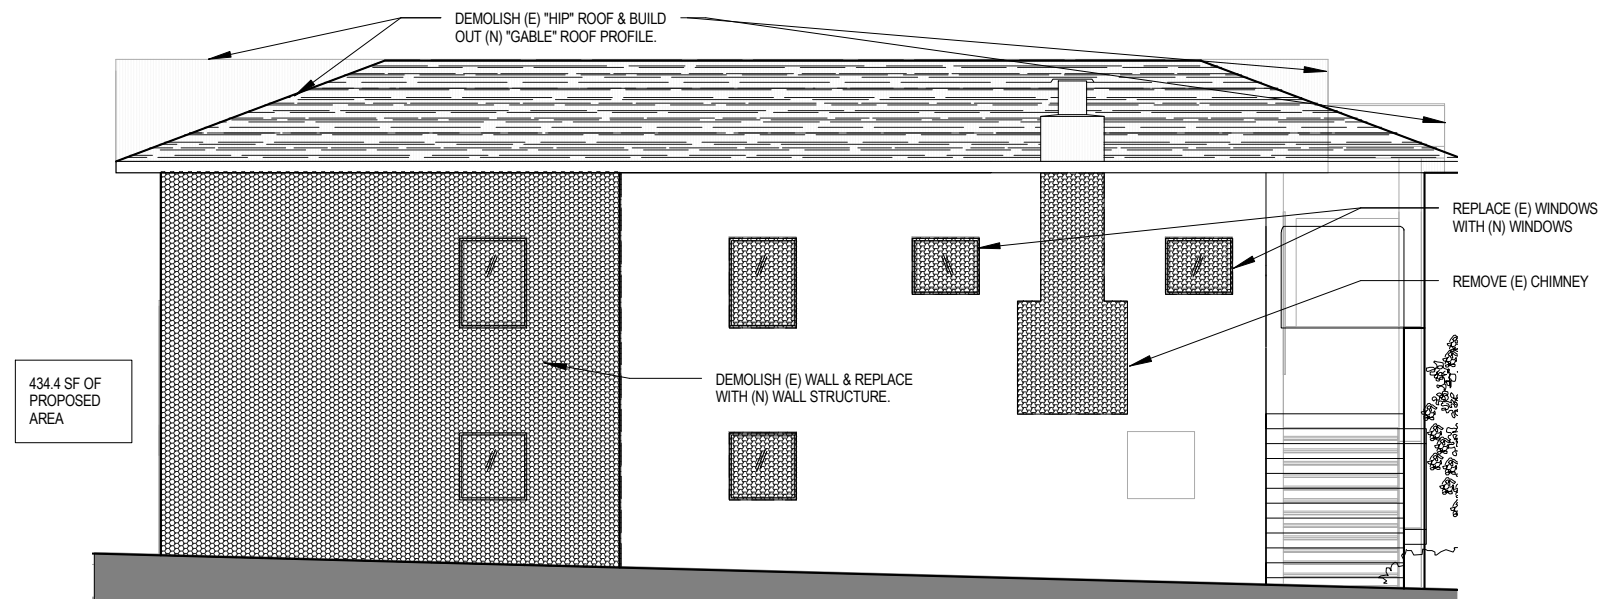 DEMOLISH (E) "HIP" ROOF & BUILD
OUT (N) "GABLE" ROOF PROFILE.
REPLACE (E) WINDOWS
WITH (N) WINDOWS
REMOVE (E) CHIMNEY
434.4 SF OF
PROPOSED
AREA
DEMOLISH (E) WALL & REPLACE
WITH (N) WALL STRUCTURE.